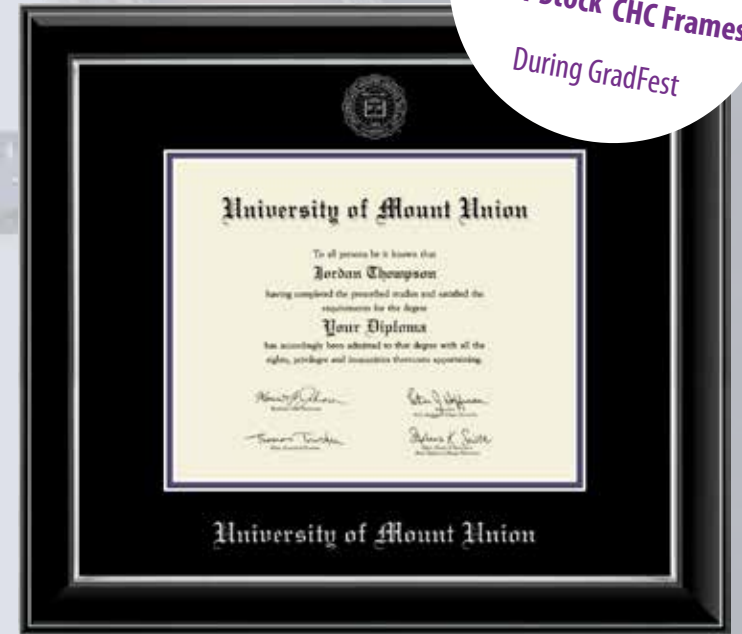 Stock CHC Frames
During GradFest
University of Mount Union
To all persons be it known that
Jordan Thompson
having completed the prescribed studies and satisfied the
requirements for the degree
Your Diploma
has accordingly been admitted to that degree with all the
rights, privileges and immunities thereunto appertaining.
University of Mount Union